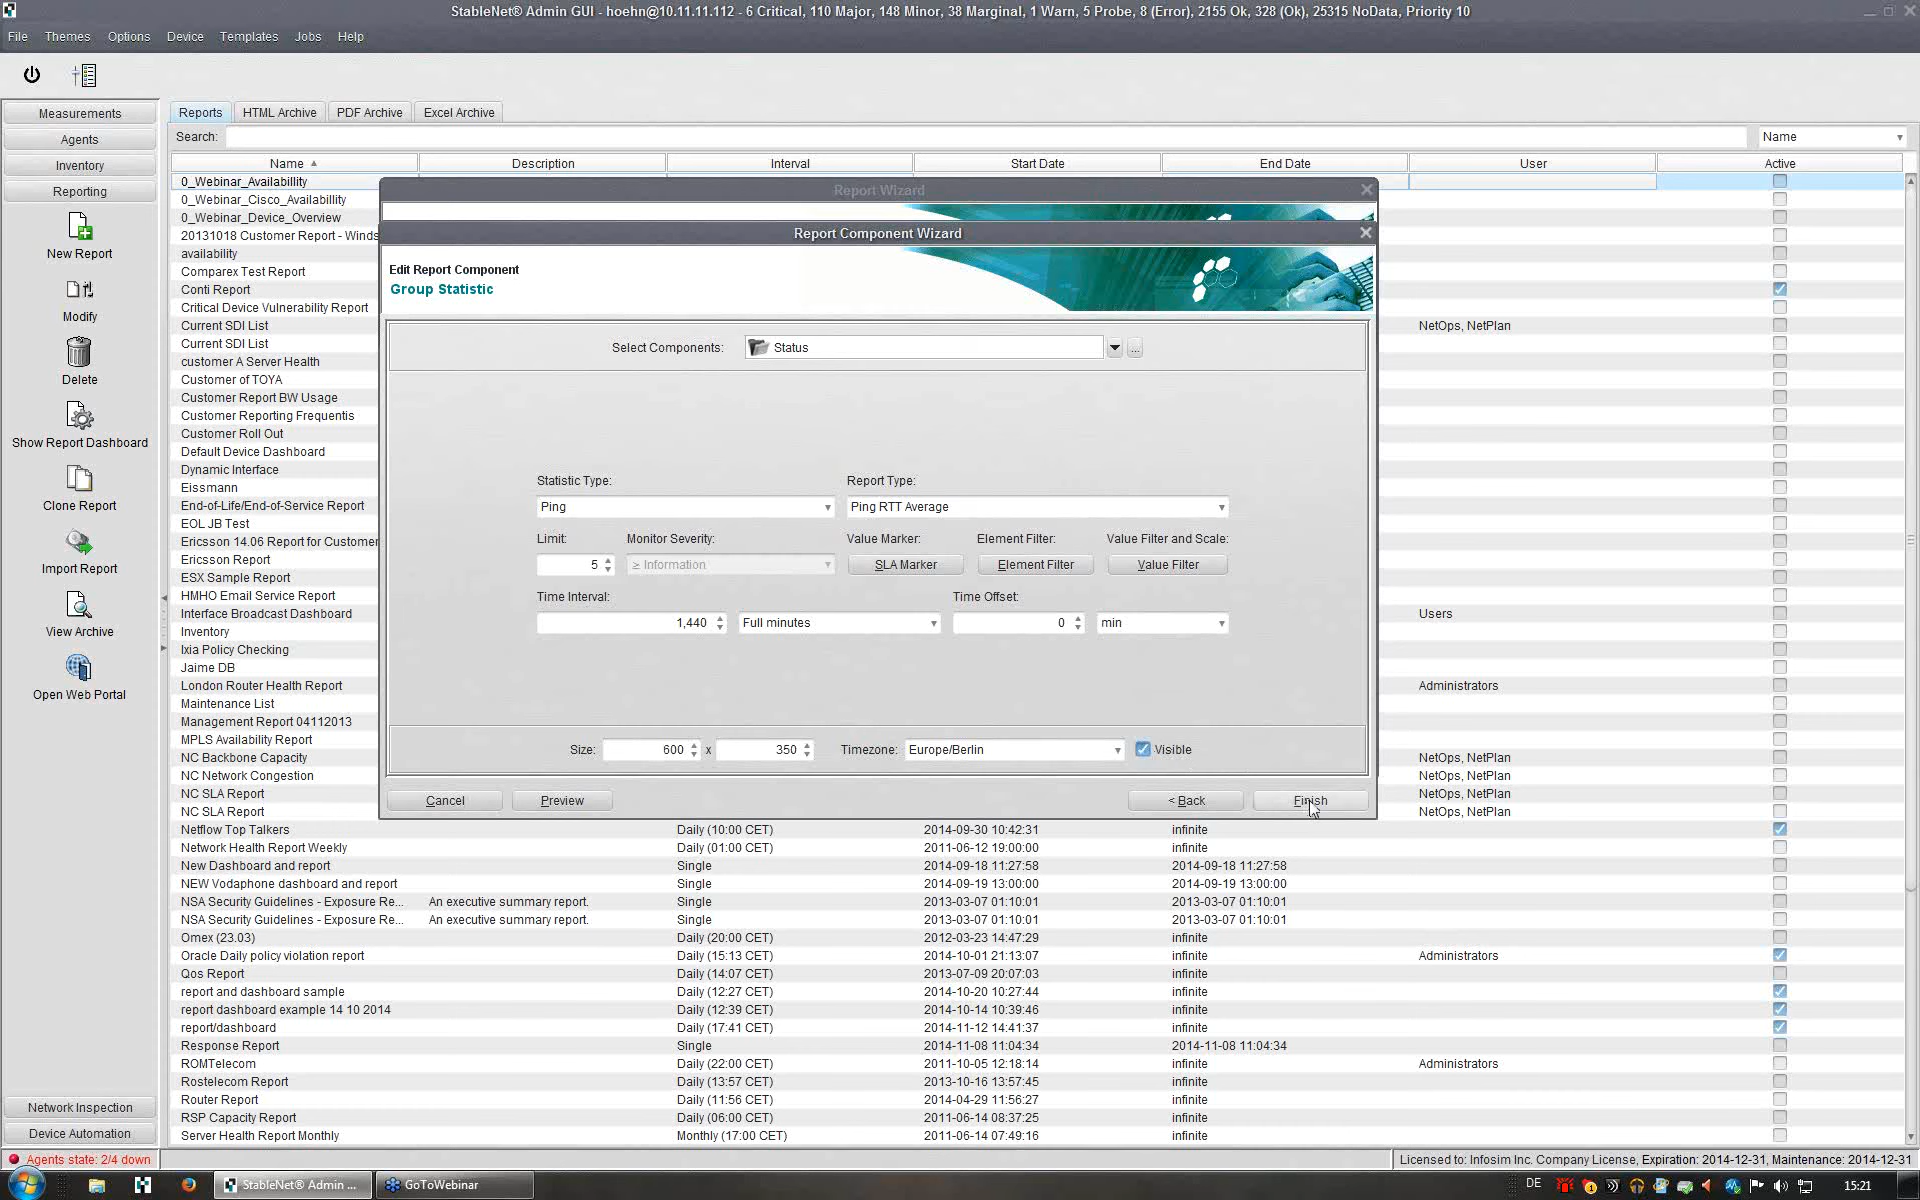 StableNet® Admin GUI - hoehn@10.11.11.112 - 6 Critical, 110 Major, 148 Minor, 38 Marginal, 1 Warn, 5 Probe, 8 (Error), 2155 Ok, 328 (Ok), 25315 NoData, Priority 10
File Themes Options Device Templates Jobs Help
Measurements
Agents
Inventory
Reporting
New Report
Modify
Delete
Show Report Dashboard
Clone Report
Import Report
View Archive
Open Web Portal
Network Inspection
Device Automation
Reports HTML Archive PDF Archive Excel Archive
Search: Name
Name Description Interval Start Date End Date User Active
0_Webinar_Availabillity
0_Webinar_Cisco_Availabillity
0_Webinar_Device_Overview
20131018 Customer Report - Winds
availability
Comparex Test Report
Conti Report
Critical Device Vulnerability Report
Current SDI List NetOps, NetPlan
Current SDI List
customer A Server Health
Customer of TOYA
Customer Report BW Usage
Customer Reporting Frequentis
Customer Roll Out
Default Device Dashboard
Dynamic Interface
Eissmann
End-of-Life/End-of-Service Report
EOL JB Test
Ericsson 14.06 Report for Customer
Ericsson Report
ESX Sample Report
HMHO Email Service Report
Interface Broadcast Dashboard Users
Inventory
Ixia Policy Checking
Jaime DB
London Router Health Report Administrators
Maintenance List
Management Report 04112013
MPLS Availability Report
NC Backbone Capacity NetOps, NetPlan
NC Network Congestion NetOps, NetPlan
NC SLA Report NetOps, NetPlan
NC SLA Report NetOps, NetPlan
Netflow Top Talkers Daily (10:00 CET) 2014-09-30 10:42:31 infinite
Network Health Report Weekly Daily (01:00 CET) 2011-06-12 19:00:00 infinite
New Dashboard and report Single 2014-09-18 11:27:58 2014-09-18 11:27:58
NEW Vodaphone dashboard and report Single 2014-09-19 13:00:00 2014-09-19 13:00:00
NSA Security Guidelines - Exposure Re... An executive summary report. Single 2013-03-07 01:10:01 2013-03-07 01:10:01
NSA Security Guidelines - Exposure Re... An executive summary report. Single 2013-03-07 01:10:01 2013-03-07 01:10:01
Omex (23.03) Daily (20:00 CET) 2012-03-23 14:47:29 infinite
Oracle Daily policy violation report Daily (15:13 CET) 2014-10-01 21:13:07 infinite Administrators
Qos Report Daily (14:07 CET) 2013-07-09 20:07:03 infinite
report and dashboard sample Daily (12:27 CET) 2014-10-20 10:27:44 infinite
report dashboard example 14 10 2014 Daily (12:39 CET) 2014-10-14 10:39:46 infinite
report/dashboard Daily (17:41 CET) 2014-11-12 14:41:37 infinite
Response Report Single 2014-11-08 11:04:34 2014-11-08 11:04:34
ROMTelecom Daily (22:00 CET) 2011-10-05 12:18:14 infinite Administrators
Rostelecom Report Daily (13:57 CET) 2013-10-16 13:57:45 infinite
Router Report Daily (11:56 CET) 2014-04-29 11:56:27 infinite
RSP Capacity Report Daily (06:00 CET) 2011-06-14 08:37:25 infinite
Server Health Report Monthly Monthly (17:00 CET) 2011-06-14 07:49:16 infinite
Report Wizard
Report Component Wizard
Edit Report Component
Group Statistic
Select Components: Status ...
Statistic Type: Report Type:
Ping Ping RTT Average
Limit: Monitor Severity: Value Marker: Element Filter: Value Filter and Scale:
5 ≥ Information SLA Marker Element Filter Value Filter
Time Interval: Time Offset:
1,440 Full minutes 0 min
Size: 600 x 350 Timezone: Europe/Berlin Visible
Cancel Preview < Back Finish
Agents state: 2/4 down Licensed to: Infosim Inc. Company License, Expiration: 2014-12-31, Maintenance: 2014-12-31
StableNet® Admin ... GoToWebinar DE 15:21